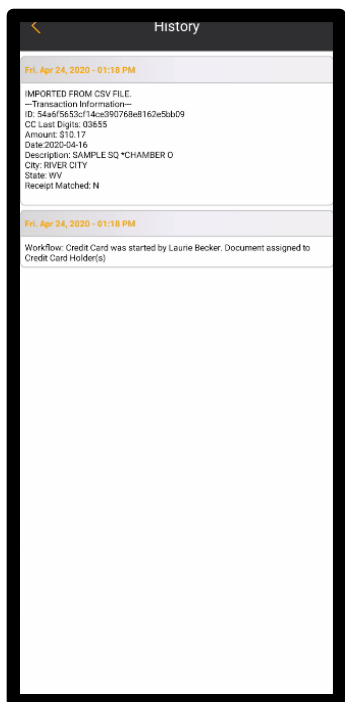 History
Fri. Apr 24, 2020 - 01:18 PM
IMPORTED FROM CSV FILE.
---Transaction Information---
ID: 54a6f5653cf14ce390768e8162e5bb09
CC Last Digits: 03655
Amount: $10.17
Date:2020-04-16
Description: SAMPLE SQ *CHAMBER O
City: RIVER CITY
State: WV
Receipt Matched: N
Fri. Apr 24, 2020 - 01:18 PM
Workflow: Credit Card was started by Laurie Becker. Document assigned to
Credit Card Holder(s)